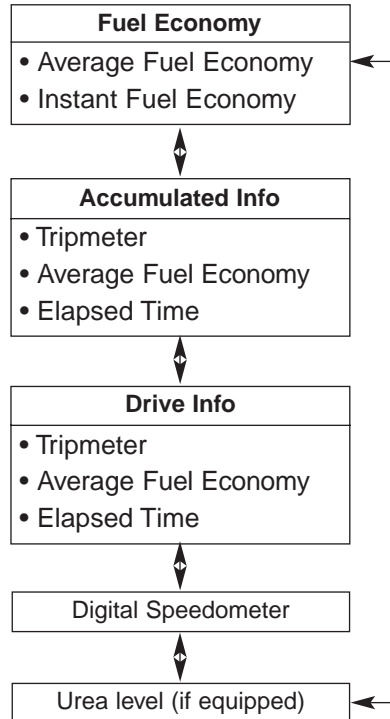 Fuel Economy
• Average Fuel Economy
• Instant Fuel Economy
Accumulated Info
• Tripmeter
• Average Fuel Economy
• Elapsed Time
Drive Info
• Tripmeter
• Average Fuel Economy
• Elapsed Time
Digital Speedometer
Urea level (if equipped)